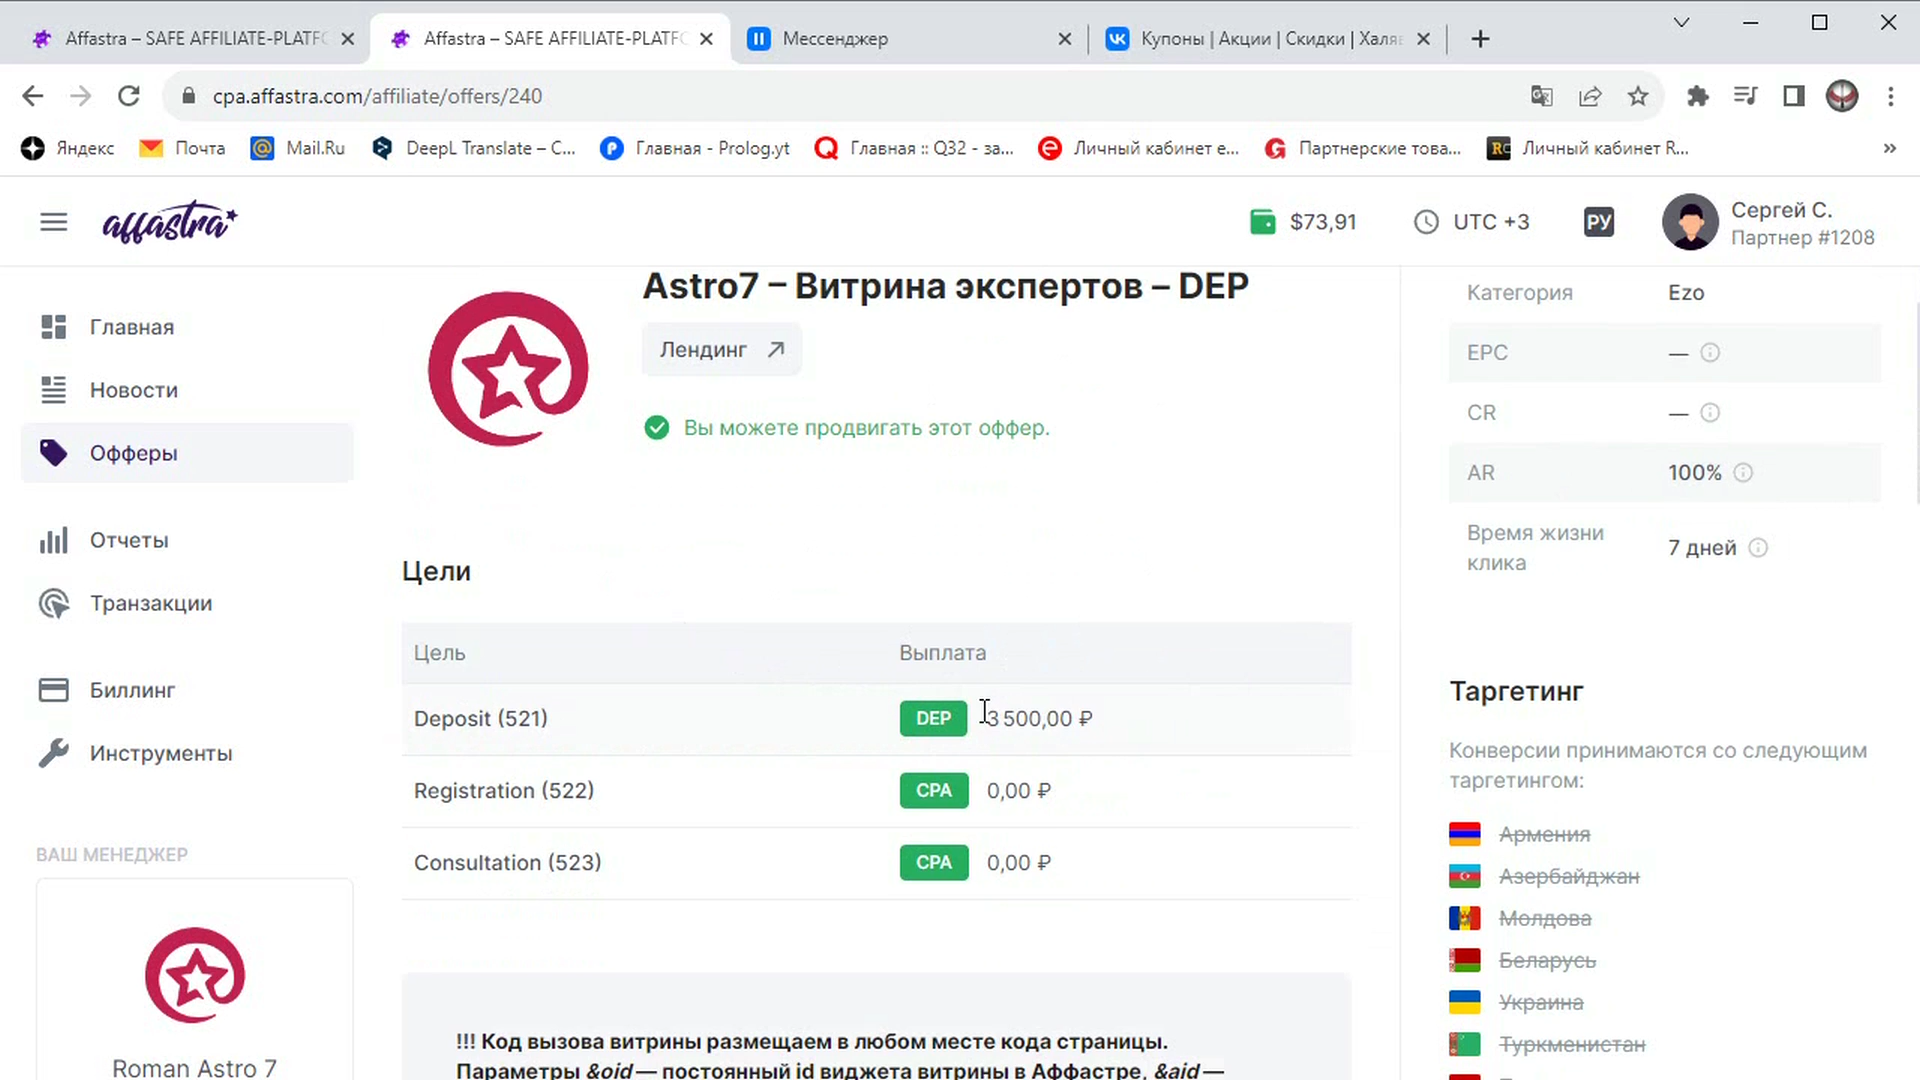 Affastra – SAFE AFFILIATE-PLATFO
Affastra – SAFE AFFILIATE-PLATFO
Мессенджер
Купоны | Акции | Скидки | Халяв
cpa.affastra.com/affiliate/offers/240
Яндекс
Почта
Mail.Ru
DeepL Translate – C...
Главная - Prolog.yt
Главная :: Q32 - за...
Личный кабинет e...
Партнерские това...
Личный кабинет R...
affastra
$73,91
UTC +3
РУ
Сергей С.
Партнер #1208
Главная
Новости
Офферы
Отчеты
Транзакции
Биллинг
Инструменты
ВАШ МЕНЕДЖЕР
Roman Astro 7
Astro7 – Витрина экспертов – DEP
Лендинг
Вы можете продвигать этот оффер.
Цели
Цель Выплата
Deposit (521) DEP 3 500,00 ₽
Registration (522) CPA 0,00 ₽
Consultation (523) CPA 0,00 ₽
!!! Код вызова витрины размещаем в любом месте кода страницы.
Параметры &oid — постоянный id виджета витрины в Аффастре, &aid —
Категория Ezo
EPC —
CR —
AR 100%
Время жизни
клика 7 дней
Таргетинг
Конверсии принимаются со следующим
таргетингом:
Армения
Азербайджан
Молдова
Беларусь
Украина
Туркменистан